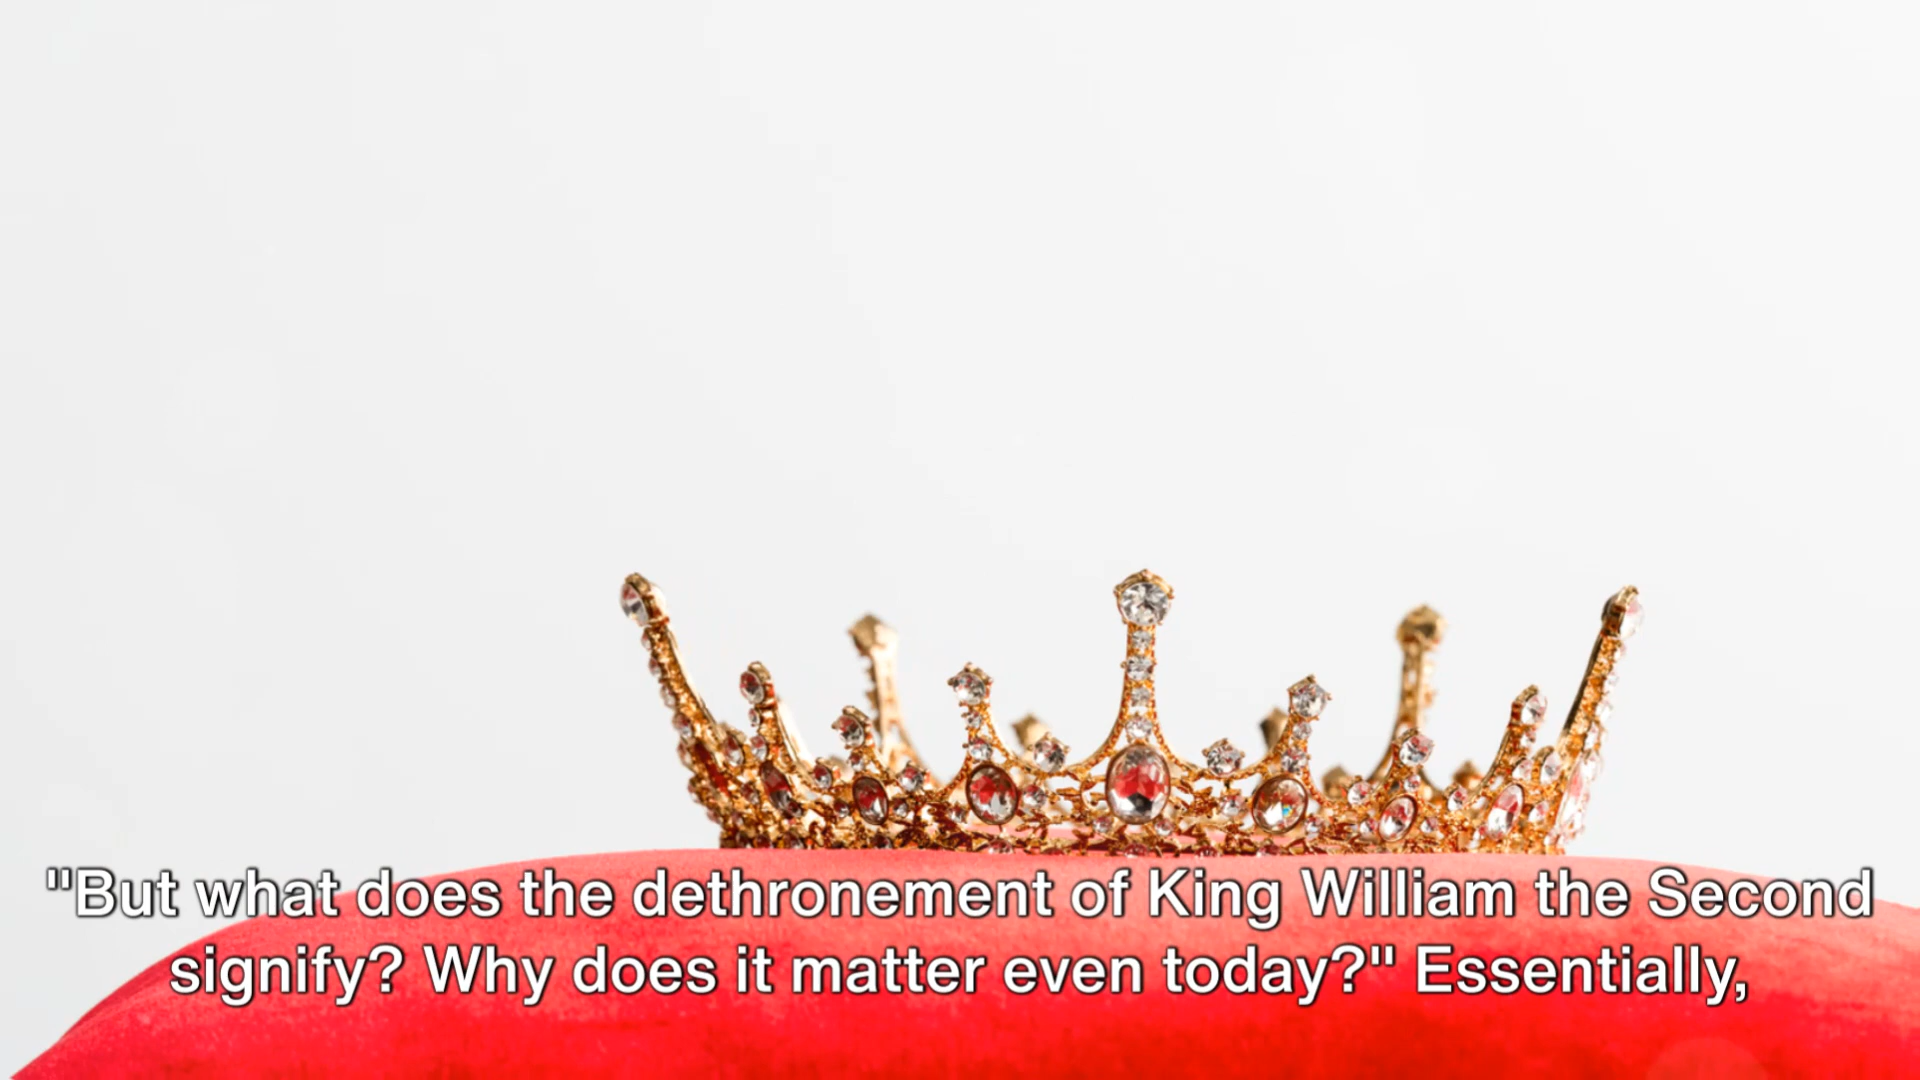 "But what does the dethronement of King William the Second
signify? Why does it matter even today?" Essentially,